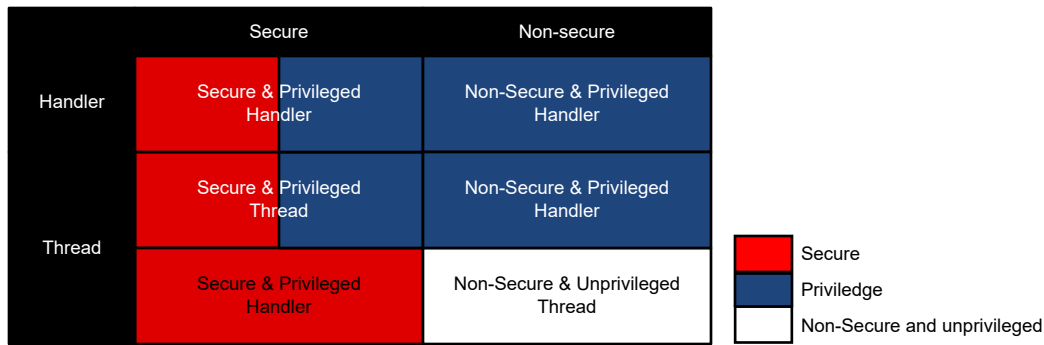 Secure
Non-secure
Handler
Secure & Privileged
Handler
Non-Secure & Privileged
Handler
Thread
Secure & Privileged
Thread
Non-Secure & Privileged
Handler
Secure & Privileged
Handler
Non-Secure & Unprivileged
Thread
Secure
Priviledge
Non-Secure and unprivileged